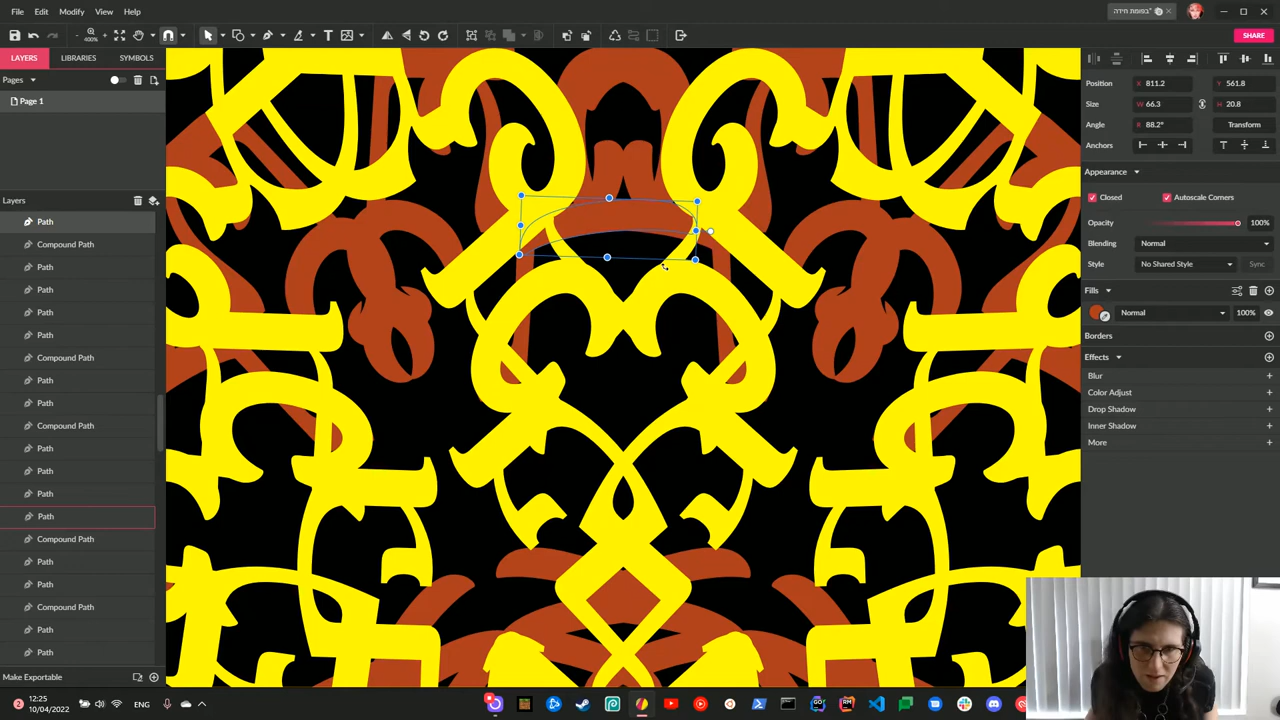 File Edit Modify View Help
בפומת חידה*
400%
SHARE
LAYERS LIBRARIES SYMBOLS
Pages
Page 1
Layers
Path
Compound Path
Path
Path
Path
Path
Compound Path
Path
Path
Compound Path
Path
Path
Path
Path
Compound Path
Path
Path
Compound Path
Path
Path
Make Exportable
Position X 811.2 Y 561.8
Size W 66.3 H 20.8
Angle R 88.2° Transform
Anchors
Appearance
Closed Autoscale Corners
Opacity 100%
Blending Normal
Style No Shared Style Sync
Fills
Normal 100%
Borders
Effects
Blur
Color Adjust
Drop Shadow
Inner Shadow
More
12:25
10/04/2022
2 ENG